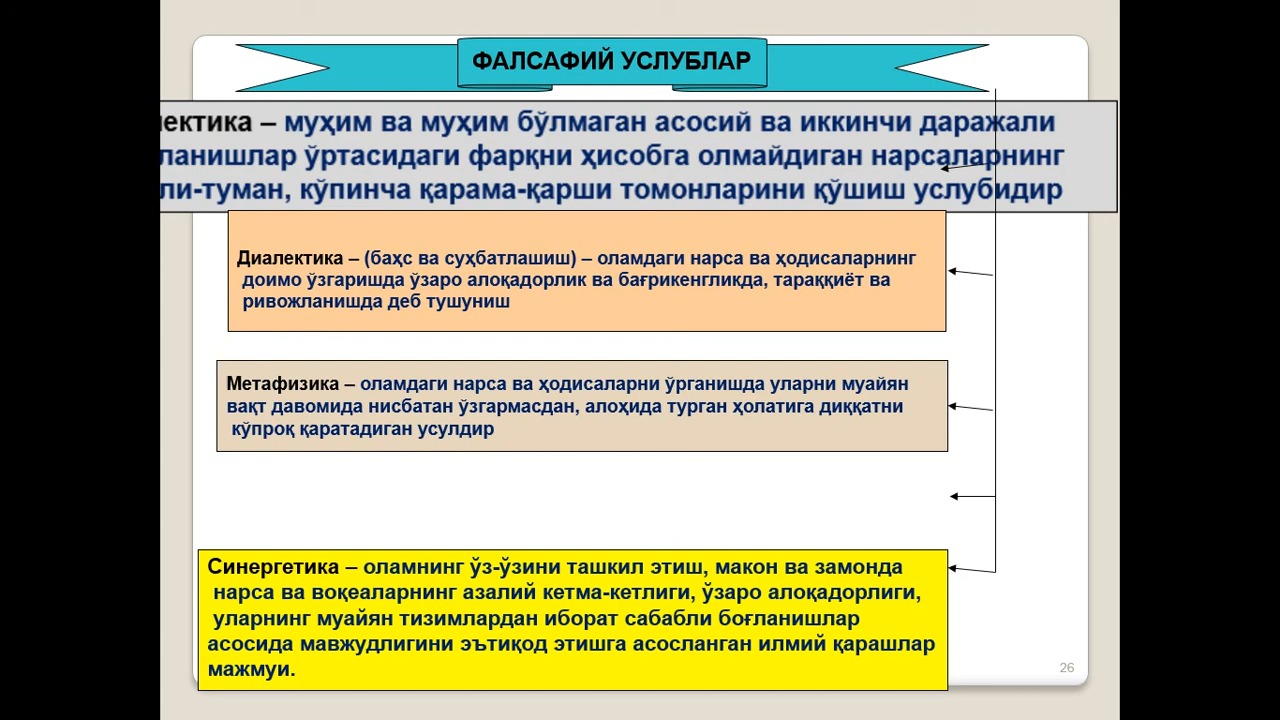 ФАЛСАФИЙ УСЛУБЛАР
– муҳим ва муҳим бўлмаган асосий ва иккинчи даражали
ўртасидаги фарқни ҳисобга олмайдиган нарсаларнинг
кўпинча қарама-қарши томонларини қўшиш услубидир
Диалектика – (баҳс ва суҳбатлашиш) – оламдаги нарса ва ҳодисаларнинг
доимо ўзгаришда ўзаро алоқадорлик ва бағрикенгликда, тараққиёт ва
ривожланишда деб тушуниш
Метафизика – оламдаги нарса ва ҳодисаларни ўрганишда уларни муайян
вақт давомида нисбатан ўзгармасдан, алоҳида турган ҳолатига диққатни
кўпроқ қаратадиган усулдир
Синергетика – оламнинг ўз-ўзини ташкил этиш, макон ва замонда
нарса ва воқеаларнинг азалий кетма-кетлиги, ўзаро алоқадорлиги,
уларнинг муайян тизимлардан иборат сабабли боғланишлар
асосида мавжудлигини эътиқод этишга асосланган илмий қарашлар
мажмуи.
26